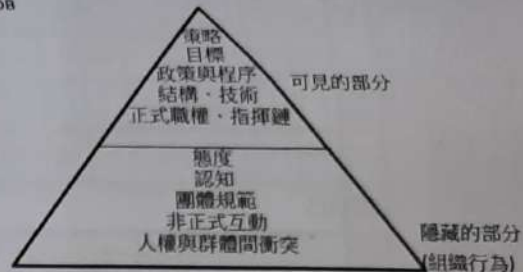 策略
目標
政策與程序
結構、技術
正式職權、指揮鏈
可見的部分
態度
認知
團體規範
非正式互動
人權與群體間衝突
隱藏的部分
(組織行為)